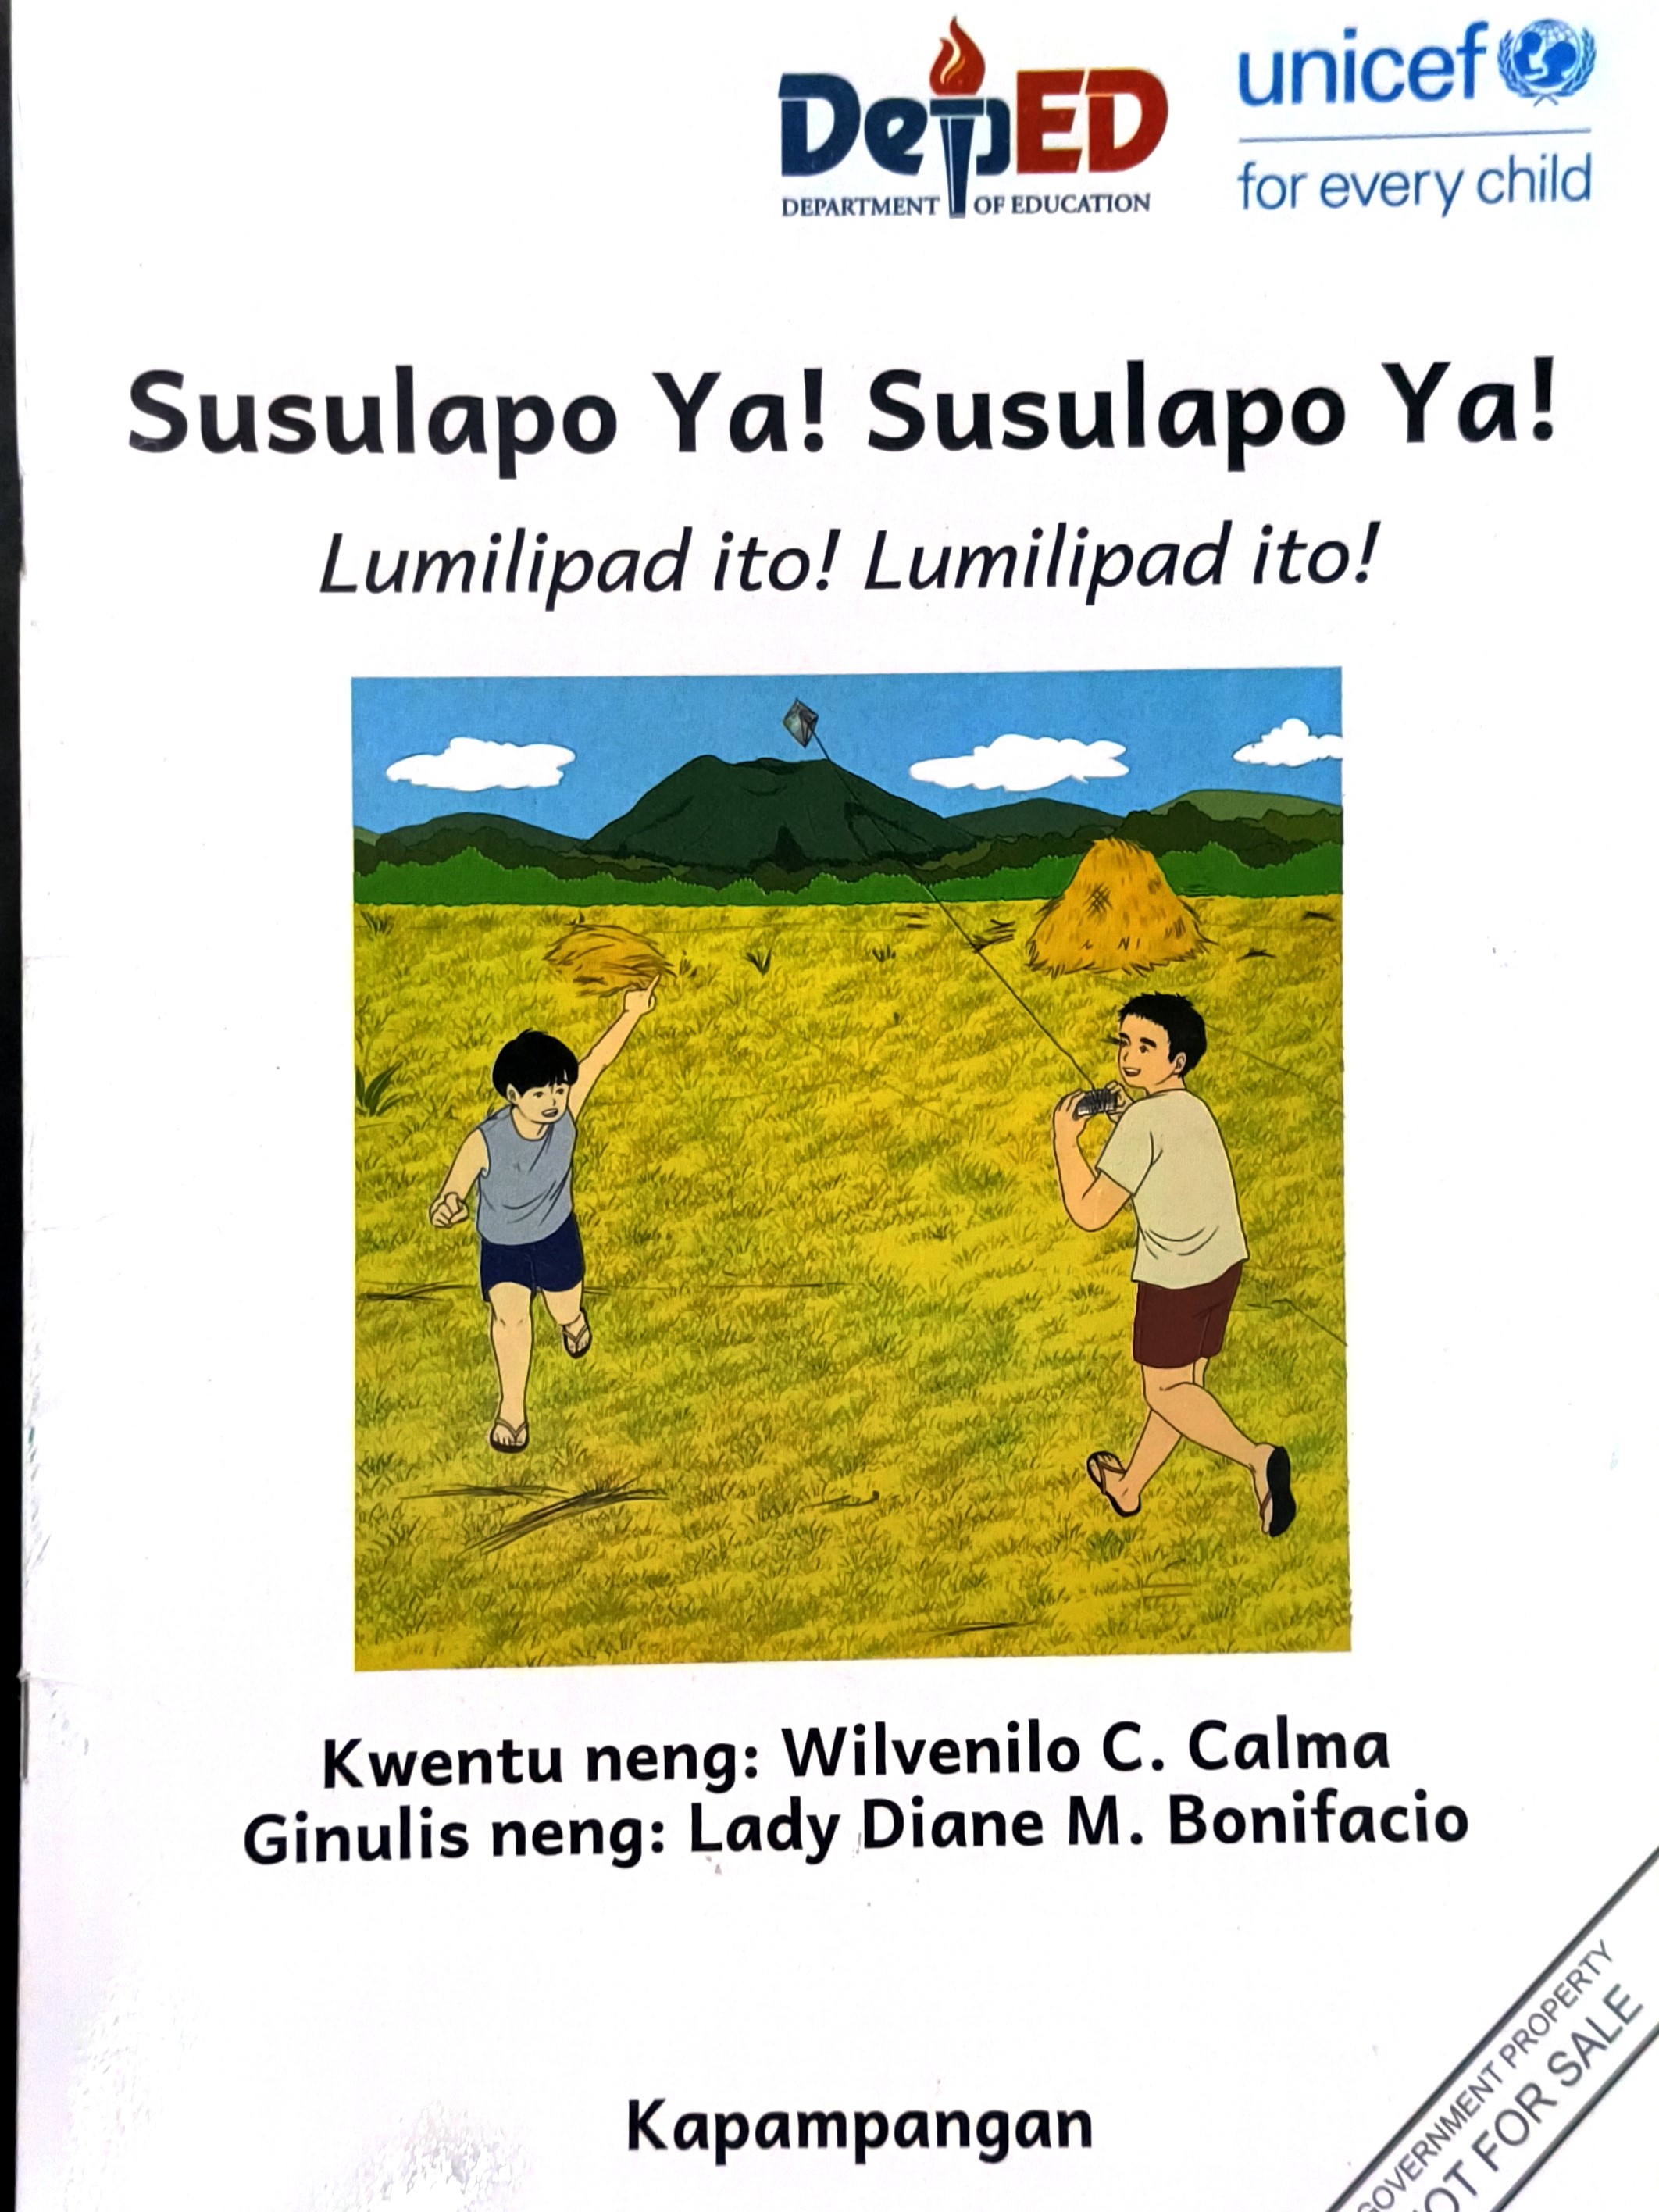 DepED
DEPARTMENT OF EDUCATION
unicef
for every child
Susulapo Ya! Susulapo Ya!
Lumilipad ito! Lumilipad ito!
Kwentu neng: Wilvenilo C. Calma
Ginulis neng: Lady Diane M. Bonifacio
Kapampangan
GOVERNMENT PROPERTY
NOT FOR SALE